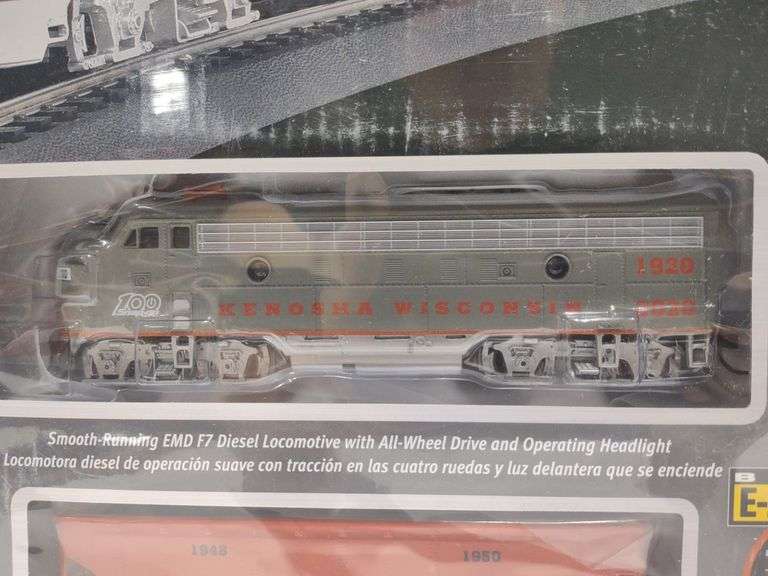 100
KENOSHA WISCONSIN
1920
2020
Smooth-Running EMD F7 Diesel Locomotive with All-Wheel Drive and Operating Headlight
Locomotora diesel de operación suave con tracción en las cuatro ruedas y luz delantera que se enciende
B
E-
1948
1950